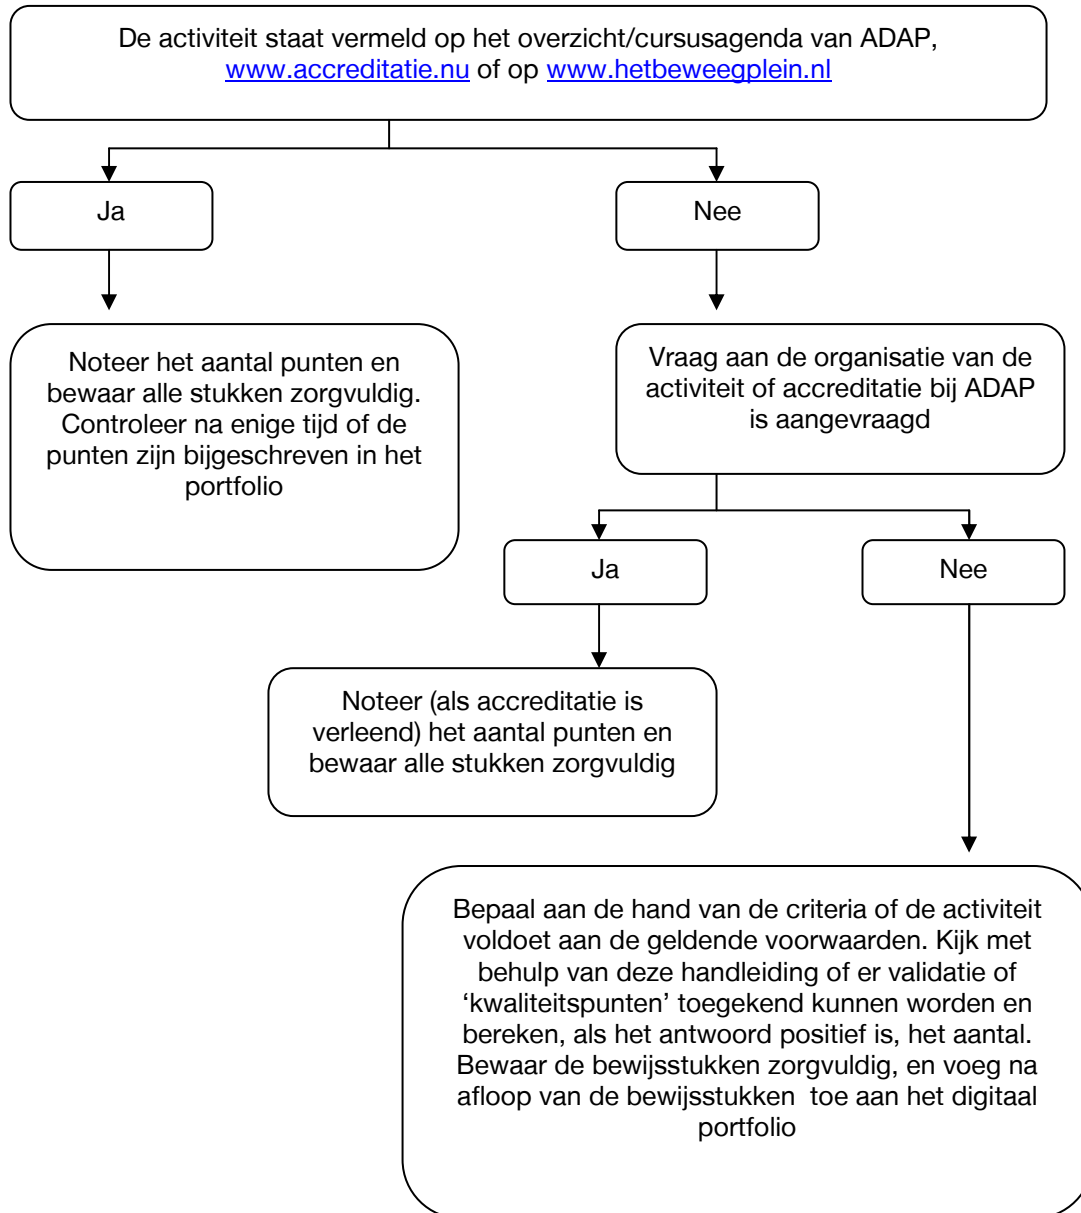 De activiteit staat vermeld op het overzicht/cursusagenda van ADAP,
www.accreditatie.nu of op www.hetbeweegplein.nl
Ja
Nee
Noteer het aantal punten en
bewaar alle stukken zorgvuldig.
Controleer na enige tijd of de
punten zijn bijgeschreven in het
portfolio
Vraag aan de organisatie van de
activiteit of accreditatie bij ADAP
is aangevraagd
Ja
Nee
Noteer (als accreditatie is
verleend) het aantal punten en
bewaar alle stukken zorgvuldig
Bepaal aan de hand van de criteria of de activiteit
voldoet aan de geldende voorwaarden. Kijk met
behulp van deze handleiding of er validatie of
‘kwaliteitspunten’ toegekend kunnen worden en
bereken, als het antwoord positief is, het aantal.
Bewaar de bewijsstukken zorgvuldig, en voeg na
afloop van de bewijsstukken  toe aan het digitaal
portfolio